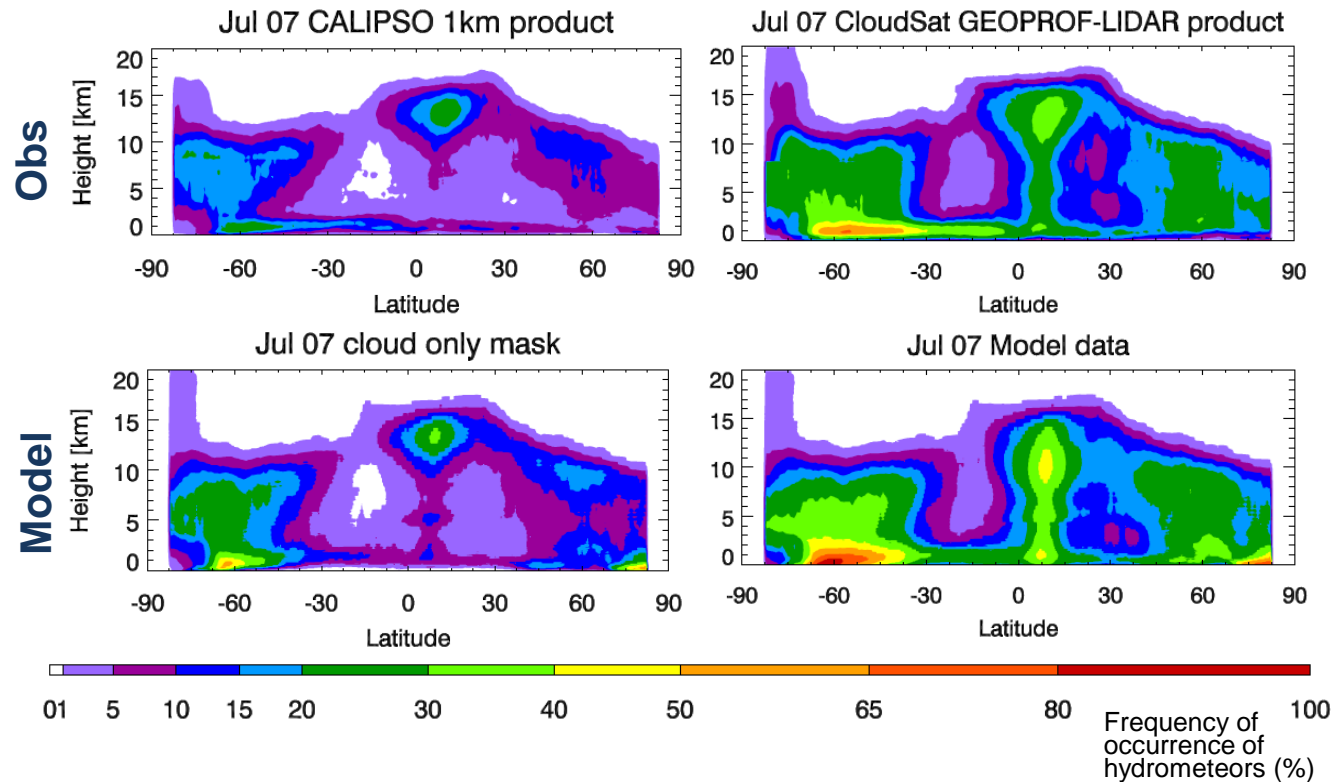 Jul 07 CALIPSO 1km product
Jul 07 CloudSat GEOPROF-LIDAR product
Obs
Height [km]
20
15
10
5
0
-90 -60 -30 0 30 60 90
Latitude
20
15
10
5
0
-90 -60 -30 0 30 60 90
Latitude
Jul 07 cloud only mask
Jul 07 Model data
Model
Height [km]
20
15
10
5
0
-90 -60 -30 0 30 60 90
Latitude
20
15
10
5
0
-90 -60 -30 0 30 60 90
Latitude
01 5 10 15 20 30 40 50 65 80 100
Frequency of
occurrence of
hydrometeors (%)